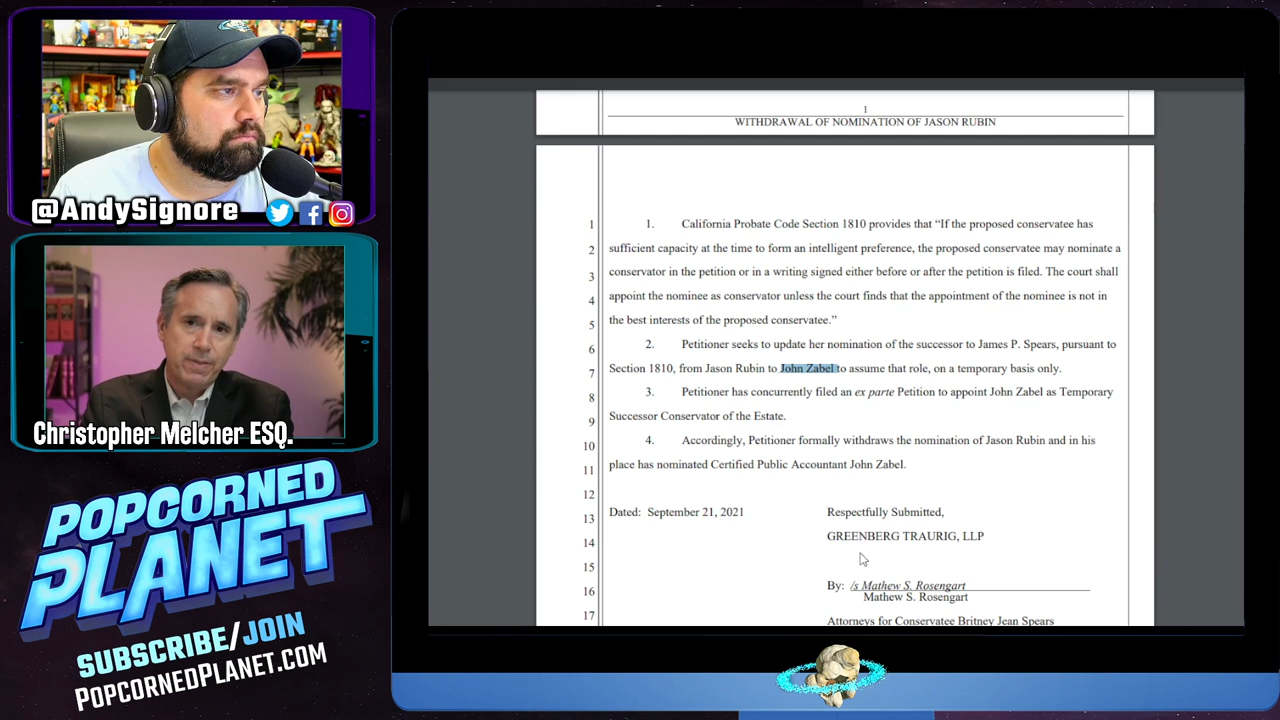 @AndySignore
Christopher Melcher ESQ.
POPCORNED
PLANET
SUBSCRIBE/JOIN
POPCORNEDPLANET.COM
1
WITHDRAWAL OF NOMINATION OF JASON RUBIN
1 1. California Probate Code Section 1810 provides that “If the proposed conservatee has
2 sufficient capacity at the time to form an intelligent preference, the proposed conservatee may nominate a
3 conservator in the petition or in a writing signed either before or after the petition is filed. The court shall
4 appoint the nominee as conservator unless the court finds that the appointment of the nominee is not in
5 the best interests of the proposed conservatee.”
6 2. Petitioner seeks to update her nomination of the successor to James P. Spears, pursuant to
7 Section 1810, from Jason Rubin to John Zabel to assume that role, on a temporary basis only.
8 3. Petitioner has concurrently filed an ex parte Petition to appoint John Zabel as Temporary
9 Successor Conservator of the Estate.
10 4. Accordingly, Petitioner formally withdraws the nomination of Jason Rubin and in his
11 place has nominated Certified Public Accountant John Zabel.
12
13 Dated: September 21, 2021 Respectfully Submitted,
14 GREENBERG TRAURIG, LLP
15
16 By: /s Mathew S. Rosengart
Mathew S. Rosengart
17 Attorneys for Conservatee Britney Jean Spears